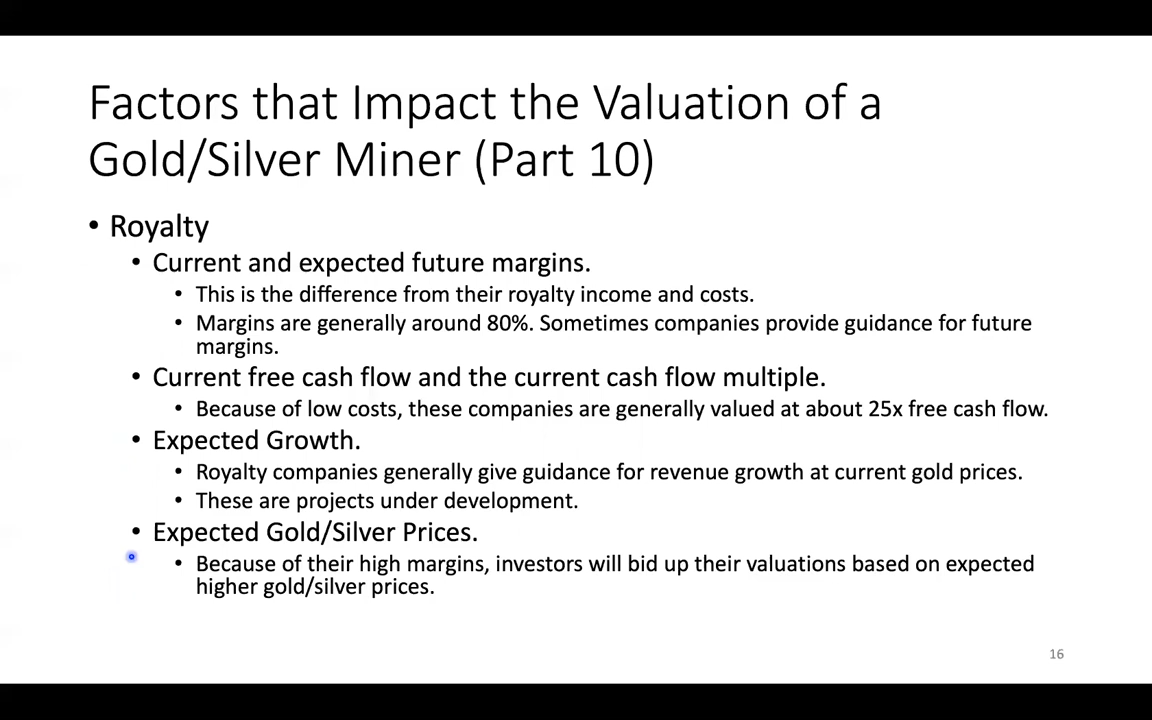 Factors that Impact the Valuation of a
Gold/Silver Miner (Part 10)
• Royalty
• Current and expected future margins.
• This is the difference from their royalty income and costs.
• Margins are generally around 80%. Sometimes companies provide guidance for future
margins.
• Current free cash flow and the current cash flow multiple.
• Because of low costs, these companies are generally valued at about 25x free cash flow.
• Expected Growth.
• Royalty companies generally give guidance for revenue growth at current gold prices.
• These are projects under development.
• Expected Gold/Silver Prices.
• Because of their high margins, investors will bid up their valuations based on expected
higher gold/silver prices.
16